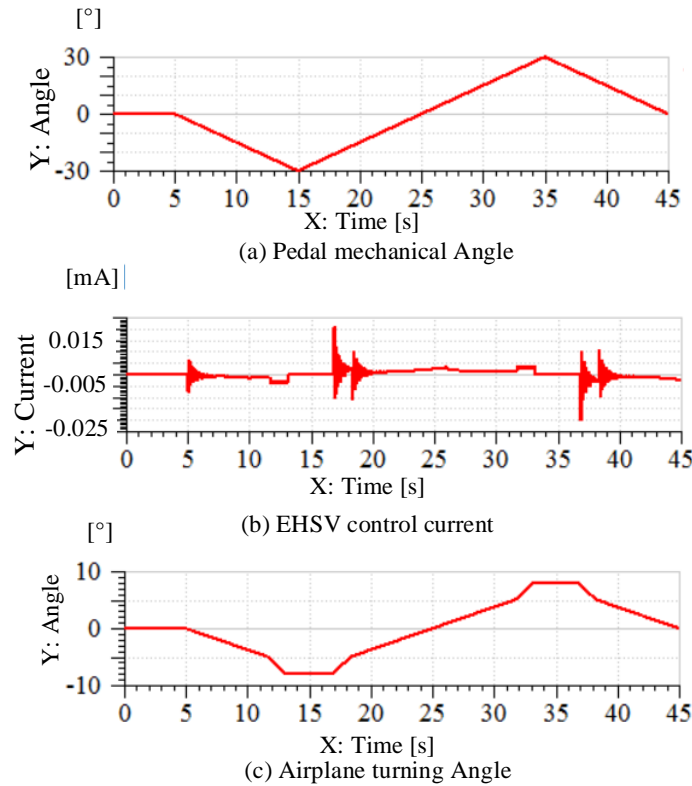 [°]
30
0
-30
Y: Angle
0 5 10 15 20 25 30 35 40 45
X: Time [s]
(a) Pedal mechanical Angle
[mA]
0.015
-0.005
-0.025
Y: Current
0 5 10 15 20 25 30 35 40 45
X: Time [s]
(b) EHSV control current
[°]
10
0
-10
Y: Angle
0 5 10 15 20 25 30 35 40 45
X: Time [s]
(c) Airplane turning Angle